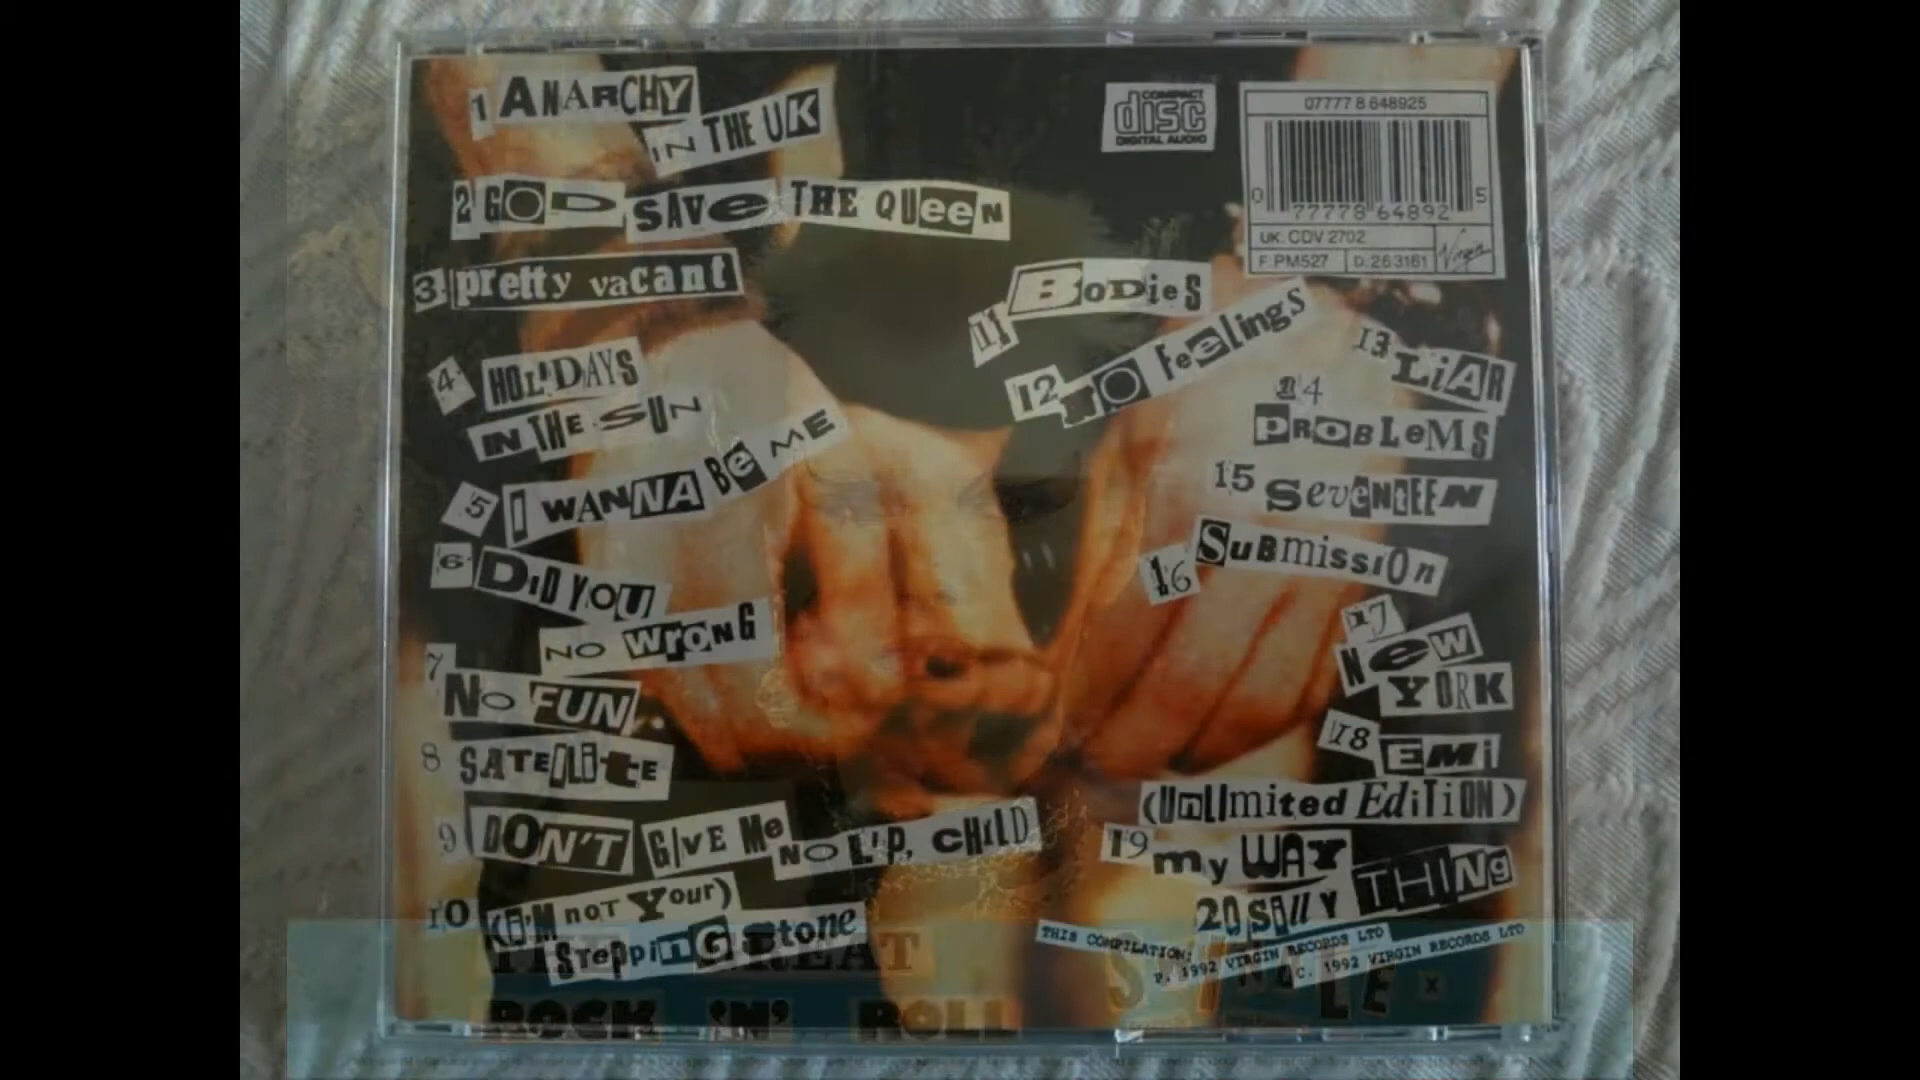 1 ANARCHY
IN THE UK
2 GOD SAVE THE QUEEN
3 pretty vacant
4 HOLIDAYS
IN THE SUN
5 I WANNA Be ME
6 DID YOU
NO WrONG
7
No FUN
8 SATELLitE
9 DON'T GIVE Me NO LIP, CHILD
10 (i'M noT Your)
SteppinG stone
COMPACT
disc
DIGITAL AUDIO
07777 8 648925
0 77778 64892 5
UK: CDV 2702
F: PM527 D: 263161 Virgin
11 BODieS
12 NO Feelings
13 LiAR
14
PROBLeMS
15 SevenTEEN
16 SuBmissiOn
17
New
YORK
18 EMi
(UnLImited EdiTiON)
19 my WAY
20 SillY THING
THIS COMPILATION:
P. 1992 VIRGIN RECORDS LTD
C. 1992 VIRGIN RECORDS LTD
THE GREAT
ROCK 'N' ROLL